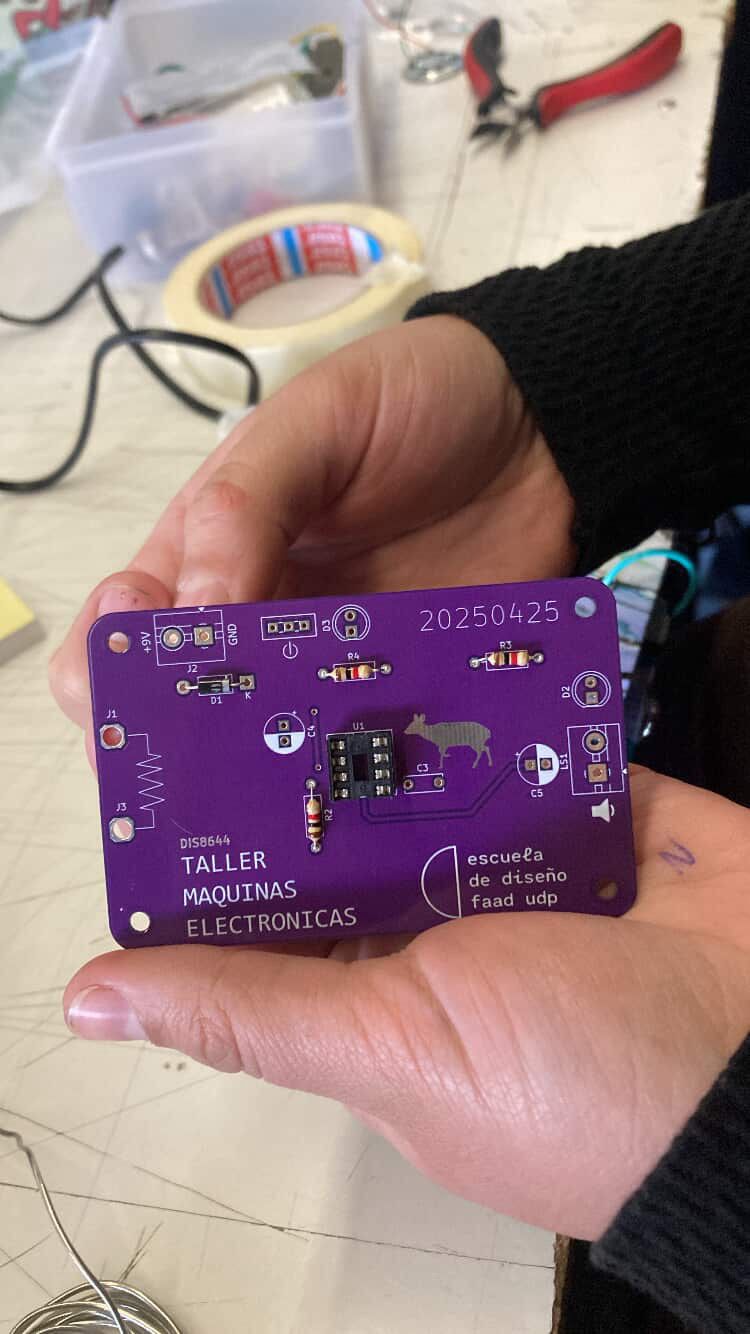 20250425
+9V
GND
J2
D3
D1
K
R4
R3
D2
J1
C4
U1
C3
C5
LS1
J3
R2
DIS8644
TALLER
MAQUINAS
ELECTRONICAS
escuela
de diseño
faad udp
N